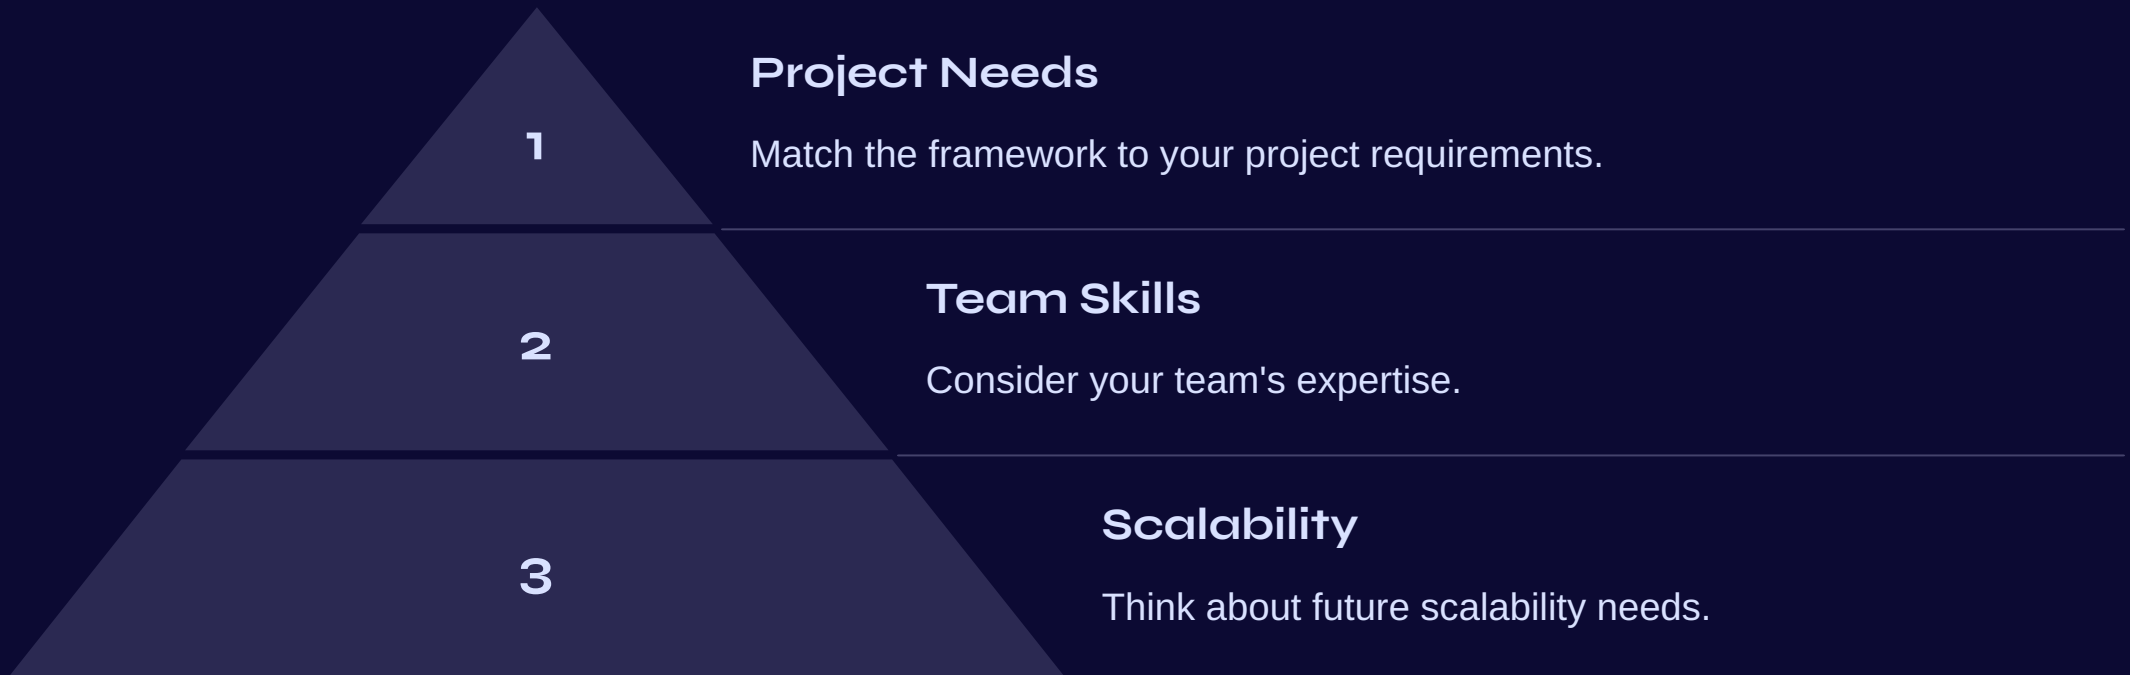 1
Project Needs
Match the framework to your project requirements.
2
Team Skills
Consider your team's expertise.
3
Scalability
Think about future scalability needs.